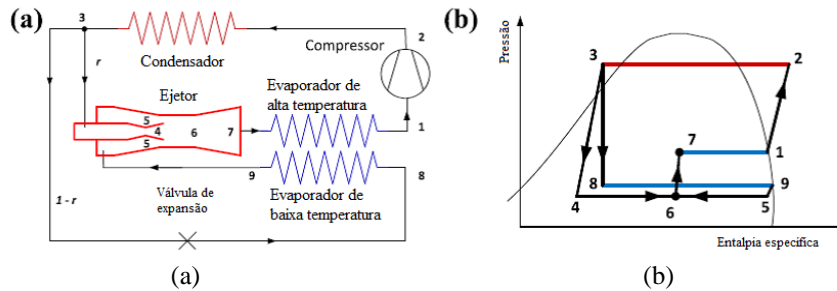 (a)
3
2
Compressor
r
Condensador
Ejetor
Evaporador de
alta temperatura
5
4
6
7
5
1
9
8
1-r
Válvula de
expansão
Evaporador de
baixa temperatura
(a)
(b)
Pressão
3
2
7
1
8
9
4
6
5
Entalpia específica
(b)